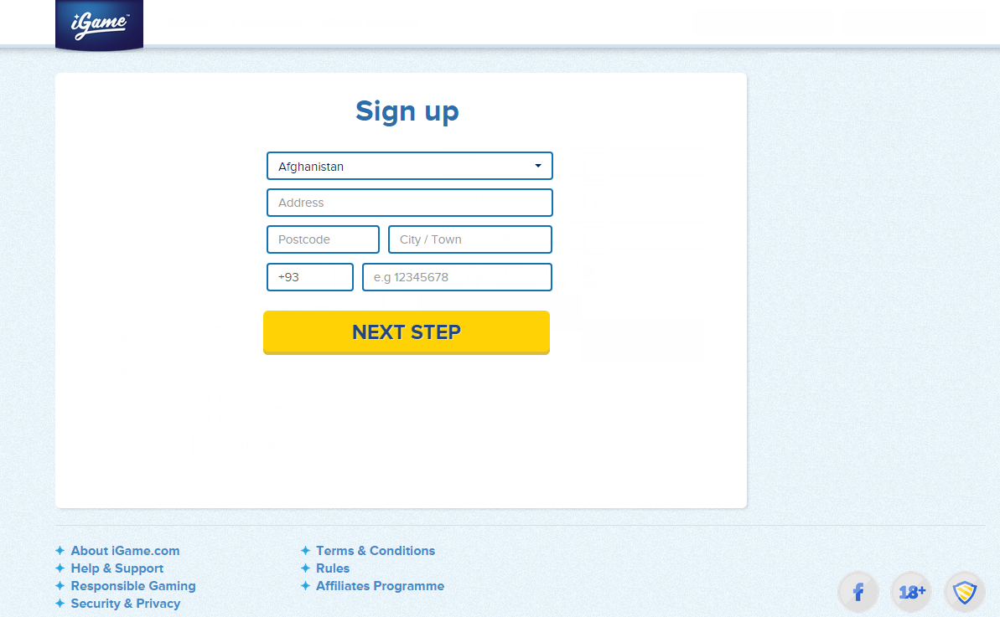 iGame™
Sign up
Afghanistan
Address
Postcode City / Town
+93 e.g 12345678
NEXT STEP
About iGame.com
Help & Support
Responsible Gaming
Security & Privacy
Terms & Conditions
Rules
Affiliates Programme
f 18+